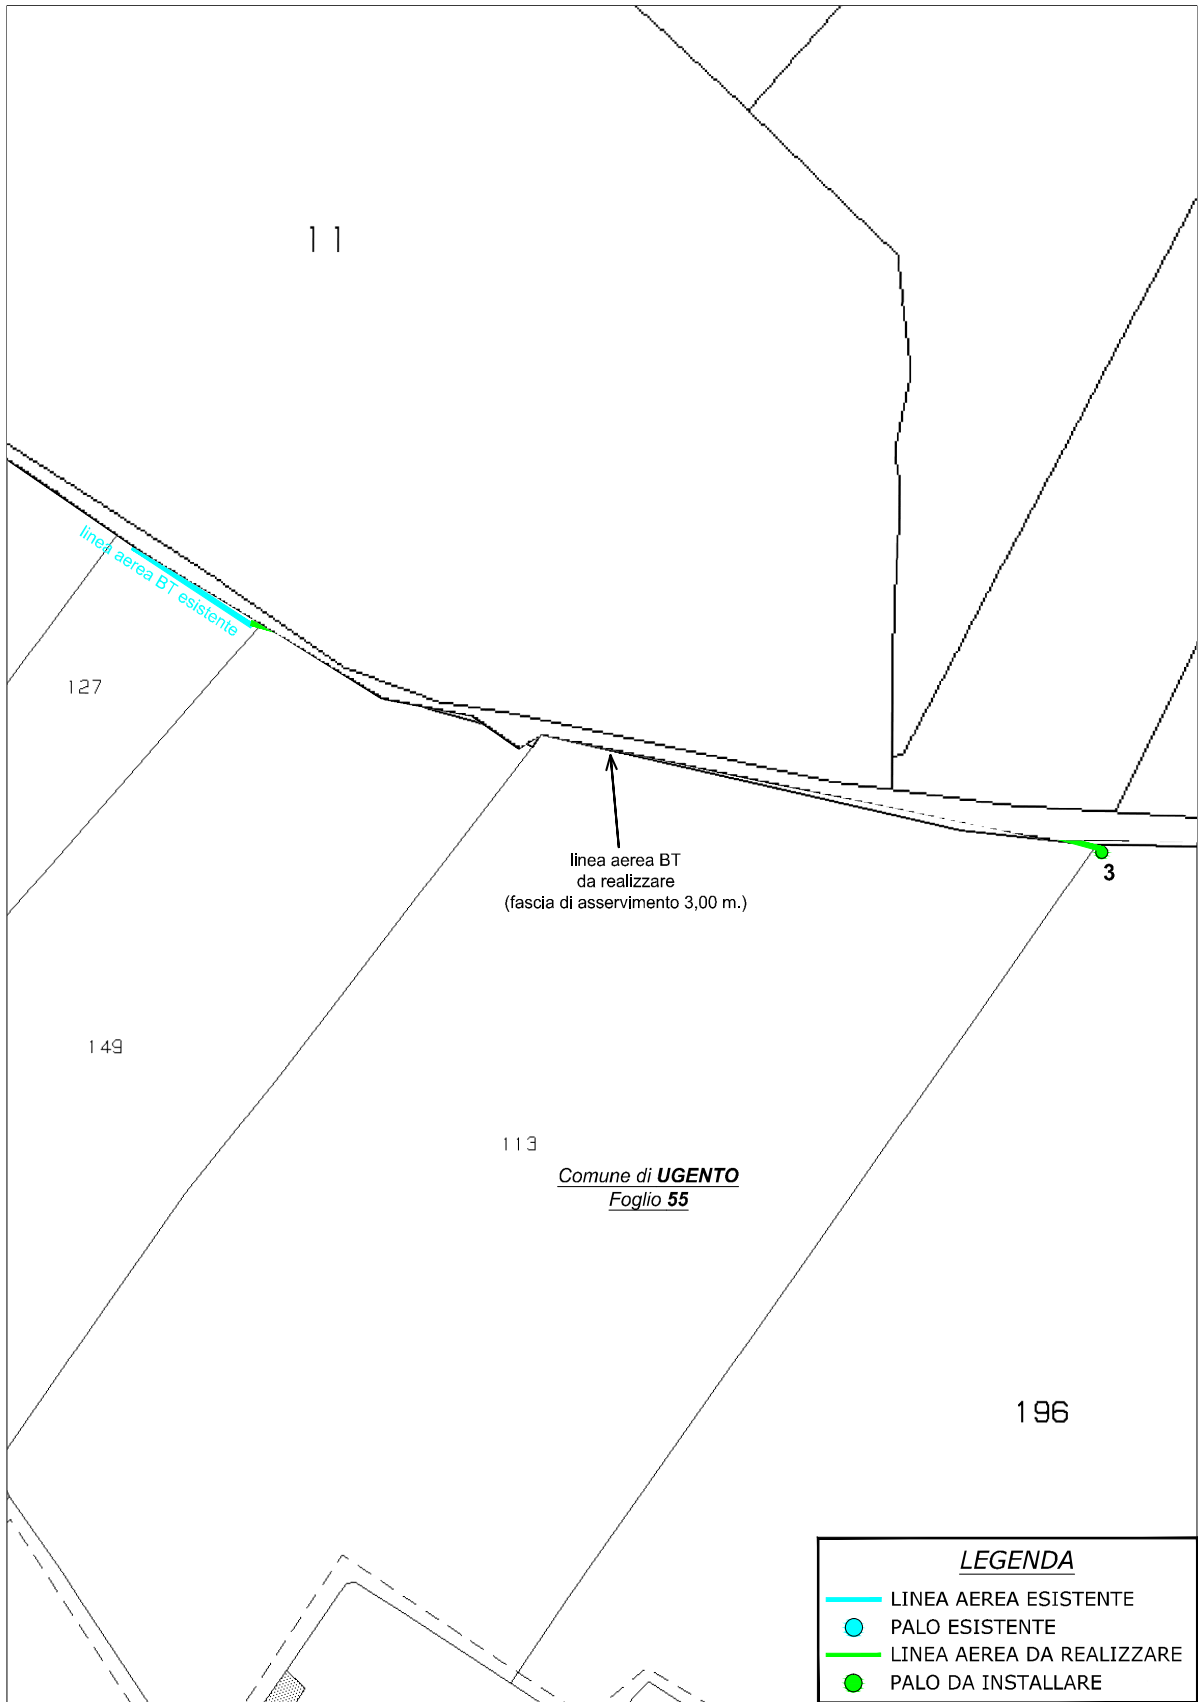 11
linea aerea BT esistente
127
linea aerea BT
da realizzare
(fascia di asservimento 3,00 m.)
3
149
113
Comune di UGENTO
Foglio 55
196
LEGENDA
LINEA AEREA ESISTENTE
PALO ESISTENTE
LINEA AEREA DA REALIZZARE
PALO DA INSTALLARE